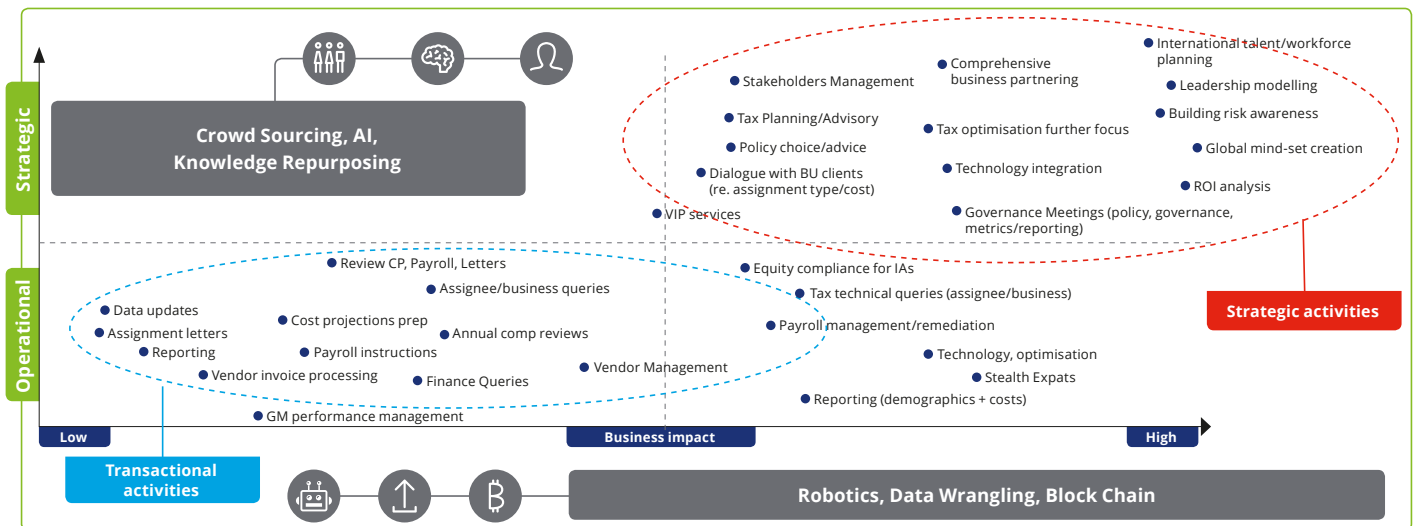 Strategic
Operational
Crowd Sourcing, AI,
Knowledge Repurposing
International talent/workforce
planning
Comprehensive
business partnering
Stakeholders Management
Leadership modelling
Tax Planning/Advisory
Building risk awareness
Tax optimisation further focus
Policy choice/advice
Global mind-set creation
Dialogue with BU clients
(re. assignment type/cost)
Technology integration
ROI analysis
VIP services
Governance Meetings (policy, governance,
metrics/reporting)
Review CP, Payroll, Letters
Equity compliance for IAs
Assignee/business queries
Tax technical queries (assignee/business)
Data updates
Cost projections prep
Assignment letters
Annual comp reviews
Payroll management/remediation
Reporting
Payroll instructions
Technology, optimisation
Vendor invoice processing
Finance Queries
Vendor Management
Stealth Expats
Reporting (demographics + costs)
GM performance management
Strategic activities
Low
Business impact
High
Transactional
activities
Robotics, Data Wrangling, Block Chain